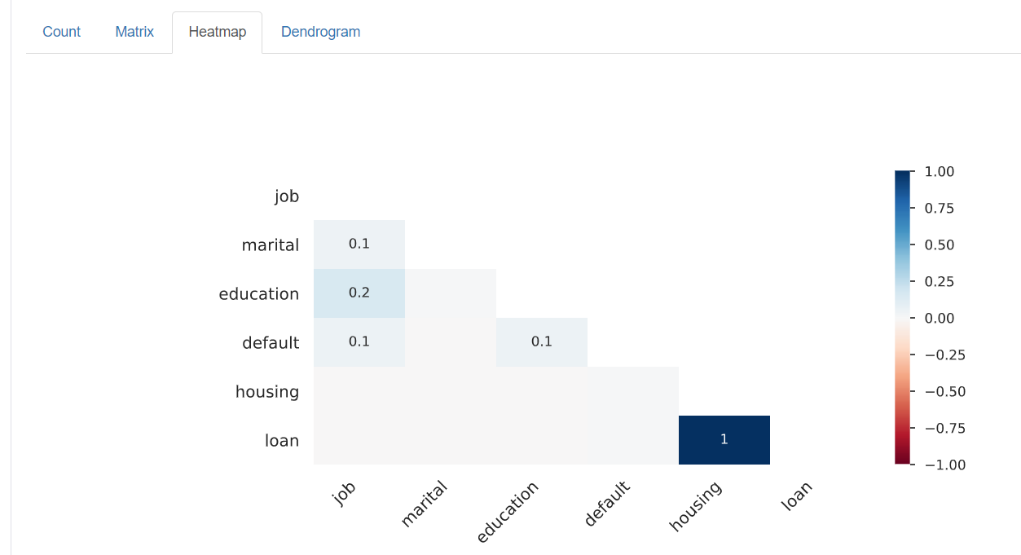 Count Matrix Heatmap Dendrogram
job
marital 0.1
education 0.2
default 0.1 0.1
housing
loan 1
job marital education default housing loan
1.00
0.75
0.50
0.25
0.00
−0.25
−0.50
−0.75
−1.00